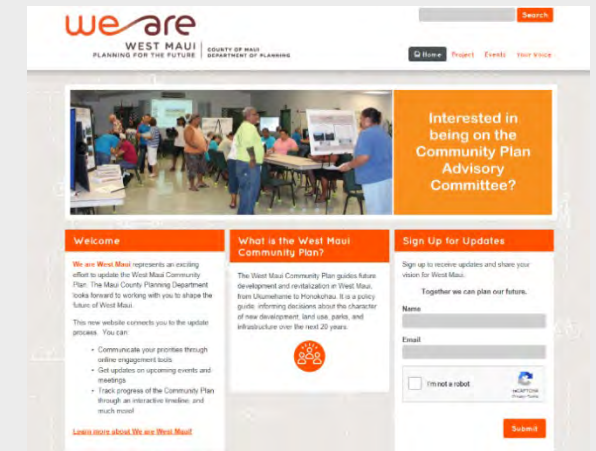 we are
WEST MAUI
PLANNING FOR THE FUTURE
COUNTY OF MAUI
DEPARTMENT OF PLANNING
Search
Home Project Events Your Voice
Interested in
being on the
Community Plan
Advisory
Committee?
Welcome
We are West Maui represents an exciting
effort to update the West Maui Community
Plan. The Maui County Planning Department
looks forward to working with you to shape the
future of West Maui.
This new website connects you to the update
process. You can:
• Communicate your priorities through
online engagement tools
• Get updates on upcoming events and
meetings
• Track progress of the Community Plan
through an interactive timeline; and
much more!
Learn more about We are West Maui!
What is the West Maui
Community Plan?
The West Maui Community Plan guides future
development and revitalization in West Maui,
from Ukumehame to Honokohau. It is a policy
guide, informing decisions about the character
of new development, land use, parks, and
infrastructure over the next 20 years.
Sign Up for Updates
Sign up to receive updates and share your
vision for West Maui.
Together we can plan our future.
Name
Email
I'm not a robot
reCAPTCHA
Privacy - Terms
Submit